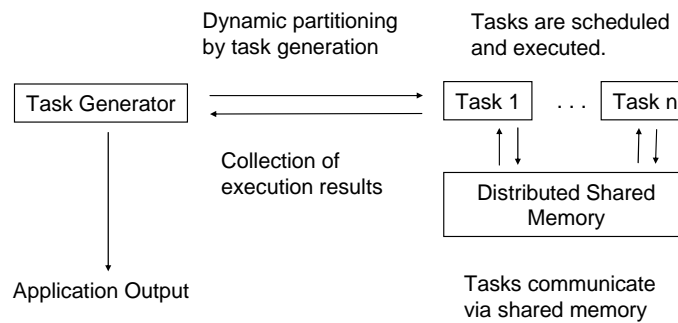 Dynamic partitioning
by task generation
Tasks are scheduled
and executed.
Task Generator
Task 1
. . .
Task n
Collection of
execution results
Distributed Shared
Memory
Application Output
Tasks communicate
via shared memory